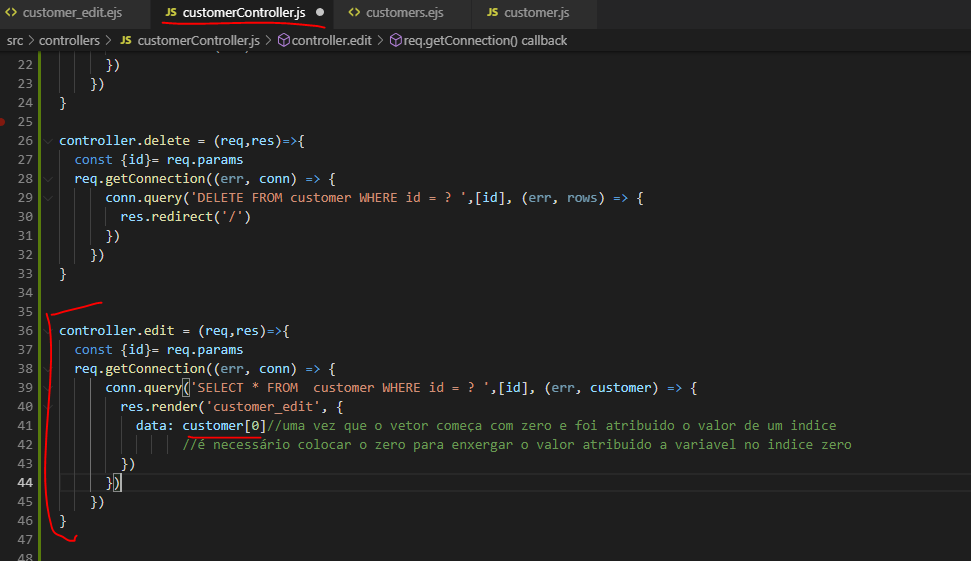 customer_edit.ejs JS customerController.js customers.ejs JS customer.js
src > controllers > JS customerController.js > controller.edit > req.getConnection() callback
22 })
23 })
24 }
25
26 controller.delete = (req,res)=>{
27 const {id}= req.params
28 req.getConnection((err, conn) => {
29 conn.query('DELETE FROM customer WHERE id = ? ',[id], (err, rows) => {
30 res.redirect('/')
31 })
32 })
33 }
34
35
36 controller.edit = (req,res)=>{
37 const {id}= req.params
38 req.getConnection((err, conn) => {
39 conn.query('SELECT * FROM  customer WHERE id = ? ',[id], (err, customer) => {
40 res.render('customer_edit', {
41 data: customer[0]//uma vez que o vetor começa com zero e foi atribuido o valor de um indice
42 //é necessário colocar o zero para enxergar o valor atribuido a variavel no indice zero
43 })
44 })
45 })
46 }
47
48